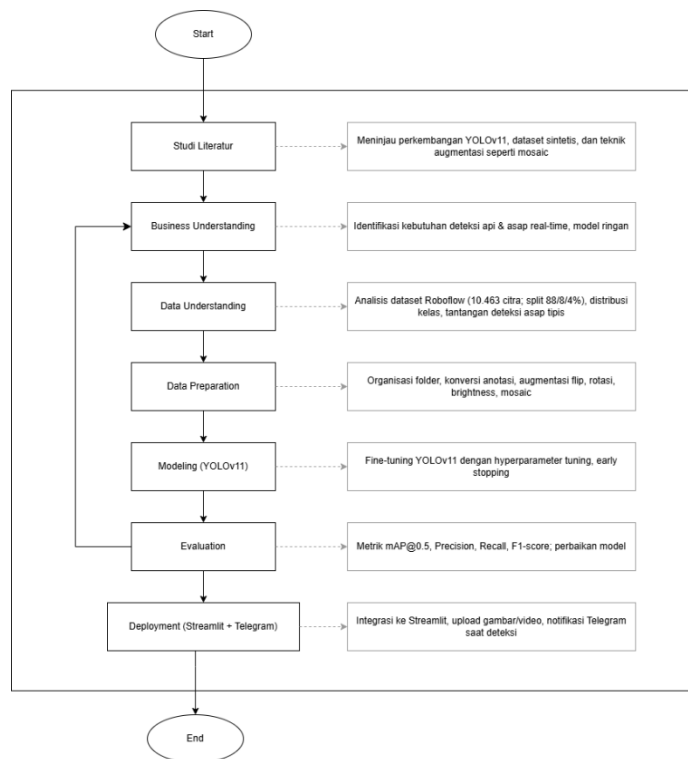 Start
Studi Literatur
Meninjau perkembangan YOLOv11, dataset sintetis, dan teknik
augmentasi seperti mosaic
Business Understanding
Identifikasi kebutuhan deteksi api & asap real-time, model ringan
Data Understanding
Analisis dataset Roboflow (10.463 citra; split 88/8/4%), distribusi
kelas, tantangan deteksi asap tipis
Data Preparation
Organisasi folder, konversi anotasi, augmentasi flip, rotasi,
brightness, mosaic
Modeling (YOLOv11)
Fine-tuning YOLOv11 dengan hyperparameter tuning, early
stopping
Evaluation
Metrik mAP@0.5, Precision, Recall, F1-score; perbaikan model
Deployment (Streamlit + Telegram)
Integrasi ke Streamlit, upload gambar/video, notifikasi Telegram
saat deteksi
End